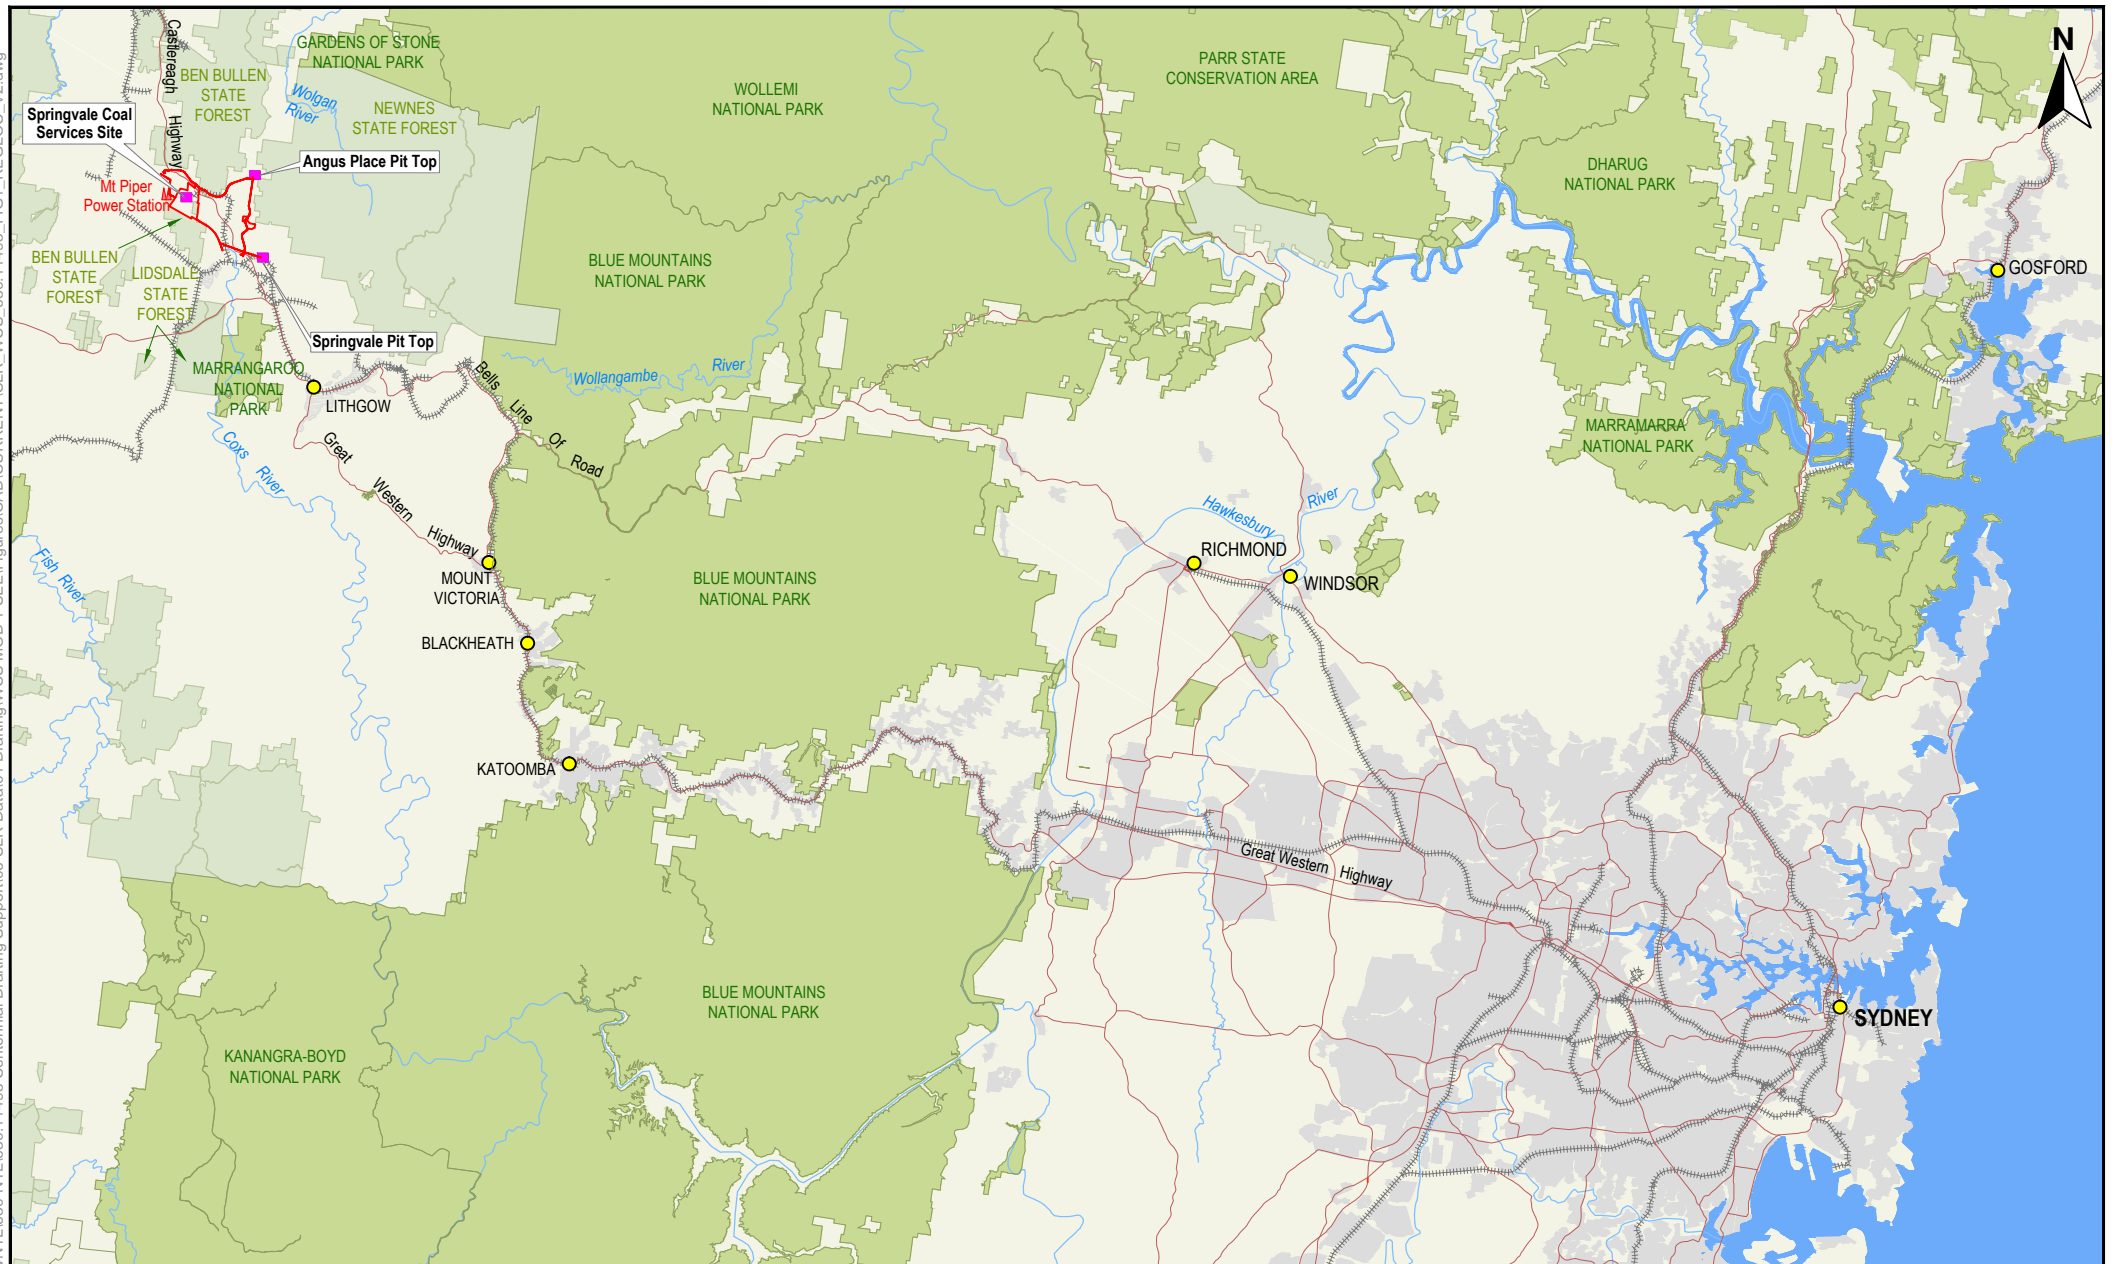 N
Castlereagh
Highway
GARDENS OF STONE
NATIONAL PARK
BEN BULLEN
STATE
FOREST
Wolgan
River
NEWNES
STATE FOREST
WOLLEMI
NATIONAL PARK
PARR STATE
CONSERVATION AREA
DHARUG
NATIONAL PARK
Springvale Coal
Services Site
Angus Place Pit Top
Mt Piper
Power Station
BEN BULLEN
STATE
FOREST
LIDSDALE
STATE
FOREST
BLUE MOUNTAINS
NATIONAL PARK
GOSFORD
Springvale Pit Top
MARRANGAROO
NATIONAL
PARK
LITHGOW
Bells
Line
Of
Road
Wollangambe
River
Coxs
River
Great
Western
Highway
MARRAMARRA
NATIONAL PARK
Hawkesbury
River
Fish River
MOUNT
VICTORIA
RICHMOND
WINDSOR
BLUE MOUNTAINS
NATIONAL PARK
BLACKHEATH
KATOOMBA
Great Western
Highway
BLUE MOUNTAINS
NATIONAL PARK
SYDNEY
KANANGRA-BOYD
NATIONAL PARK